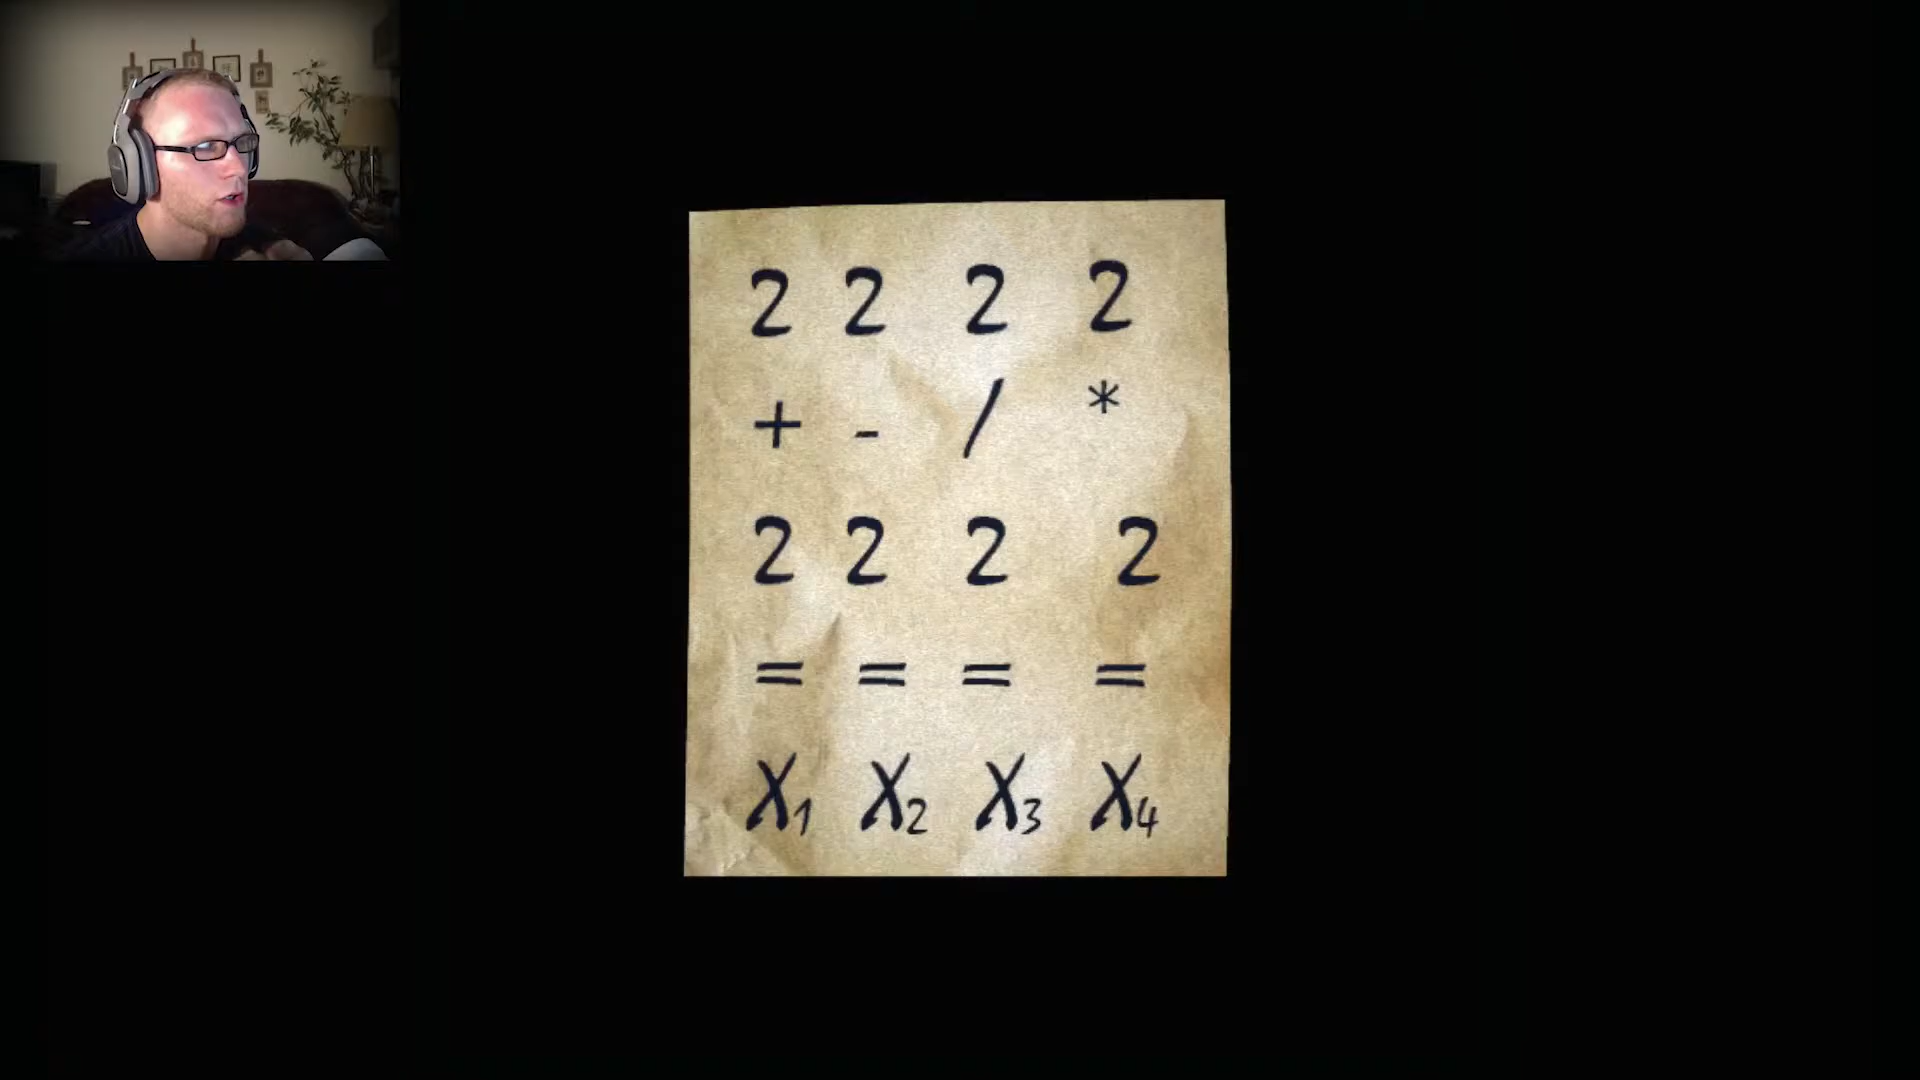 2 2 2 2
+ - / *
2 2 2 2
= = = =
X₁ X₂ X₃ X₄